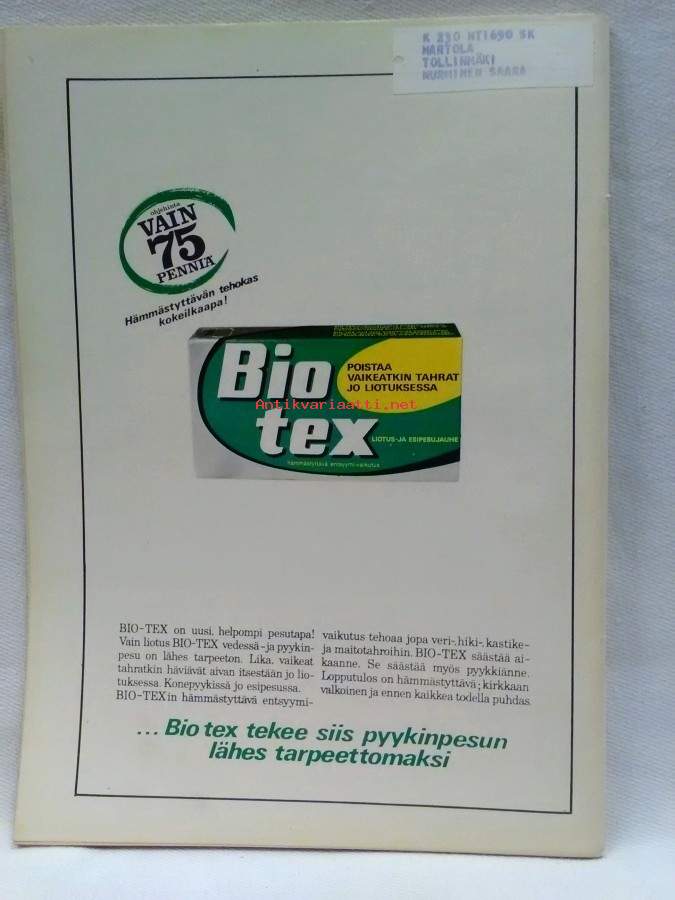 K 230 HT1690 SK
MARTOLA
TOLLINMÄKI
NURMINEN SAARA
ohjehinta
VAIN
75
PENNIÄ
Hämmästyttävän tehokas
kokeilkaapa!
Bio
tex
POISTAA
VAIKEATKIN TAHRAT
JO LIOTUKSESSA
Antikvariaatti.net
LIOTUS-JA ESIPESUJAUHE
hämmästyttävä entsyymi-vaikutus
BIO-TEX on uusi, helpompi pesutapa!
Vain liotus BIO-TEX vedessä-ja pyykin-
pesu on lähes tarpeeton. Lika, vaikeat
tahratkin häviävät aivan itsestään jo lio-
tuksessa. Konepyykissä jo esipesussa.
BIO-TEXin hämmästyttävä entsyymi-
vaikutus tehoaa jopa veri-, hiki-, kastike-
ja maitotahroihin. BIO-TEX säästää ai-
kaanne. Se säästää myös pyykkiänne.
Lopputulos on hämmästyttävä; kirkkaan
valkoinen ja ennen kaikkea todella puhdas.
... Bio tex tekee siis pyykinpesun
lähes tarpeettomaksi